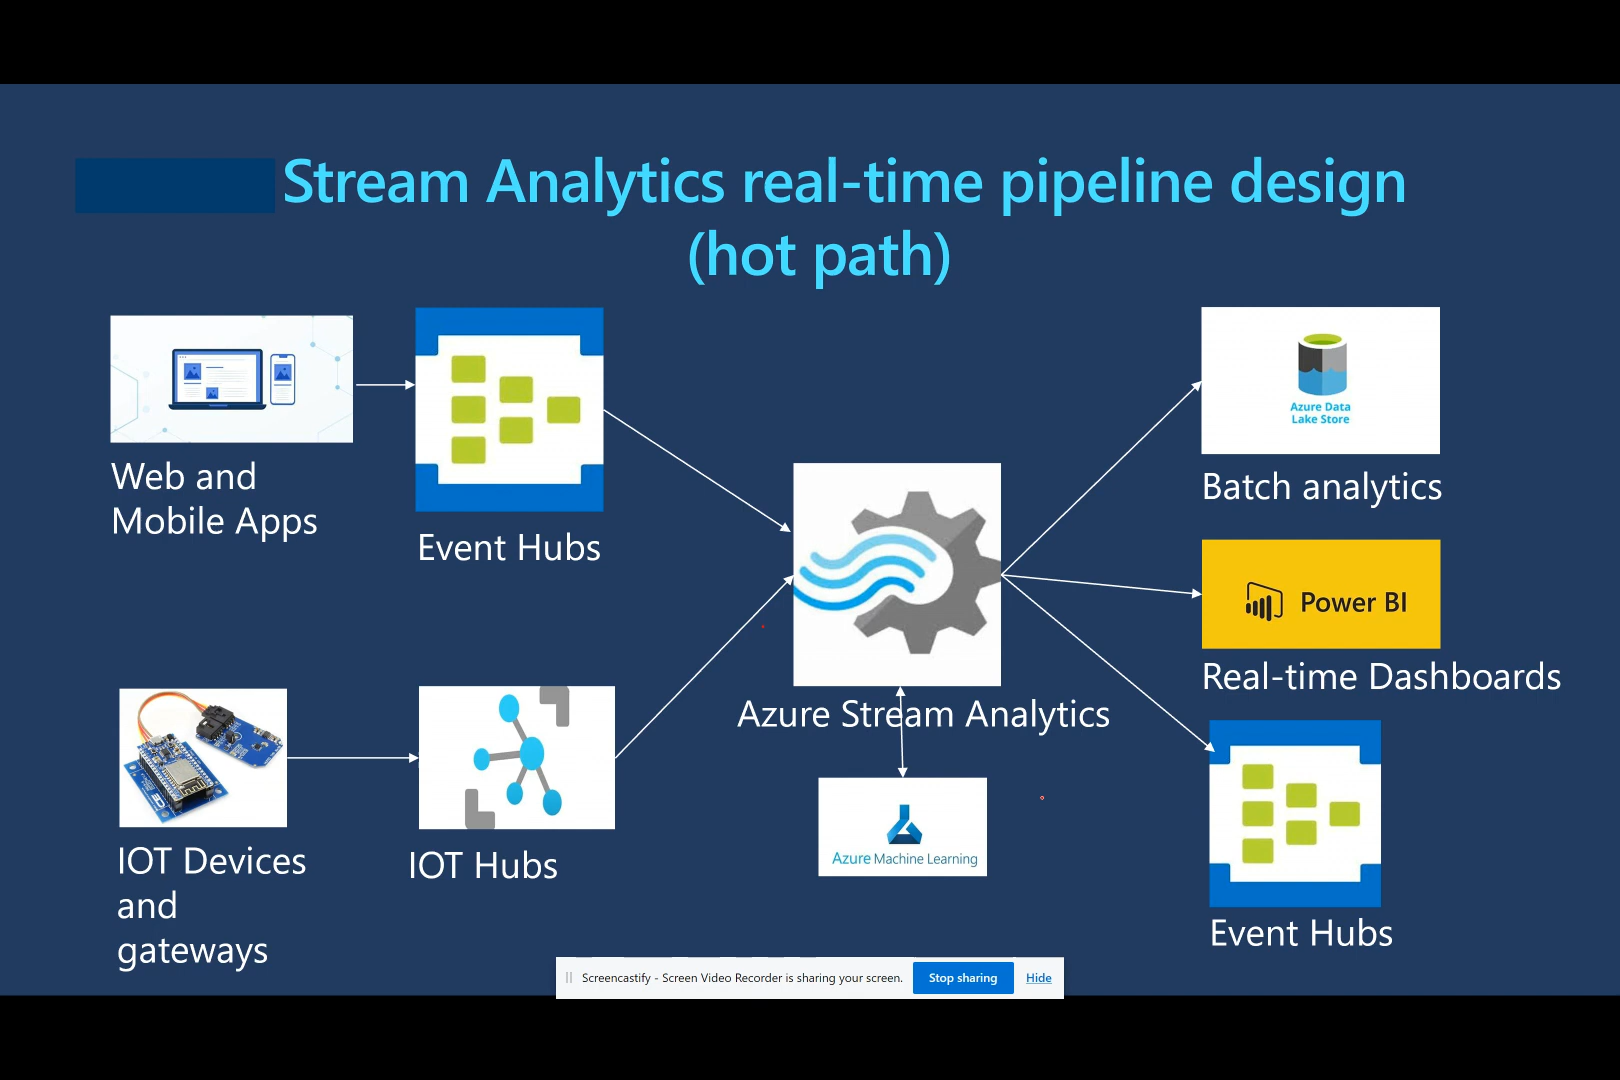 Stream Analytics real-time pipeline design
(hot path)
Web and
Mobile Apps
Event Hubs
IOT Devices
and
gateways
IOT Hubs
Azure Stream Analytics
Azure Machine Learning
Azure Data
Lake Store
Batch analytics
Power BI
Real-time Dashboards
Event Hubs
Screencastify - Screen Video Recorder is sharing your screen. Stop sharing Hide